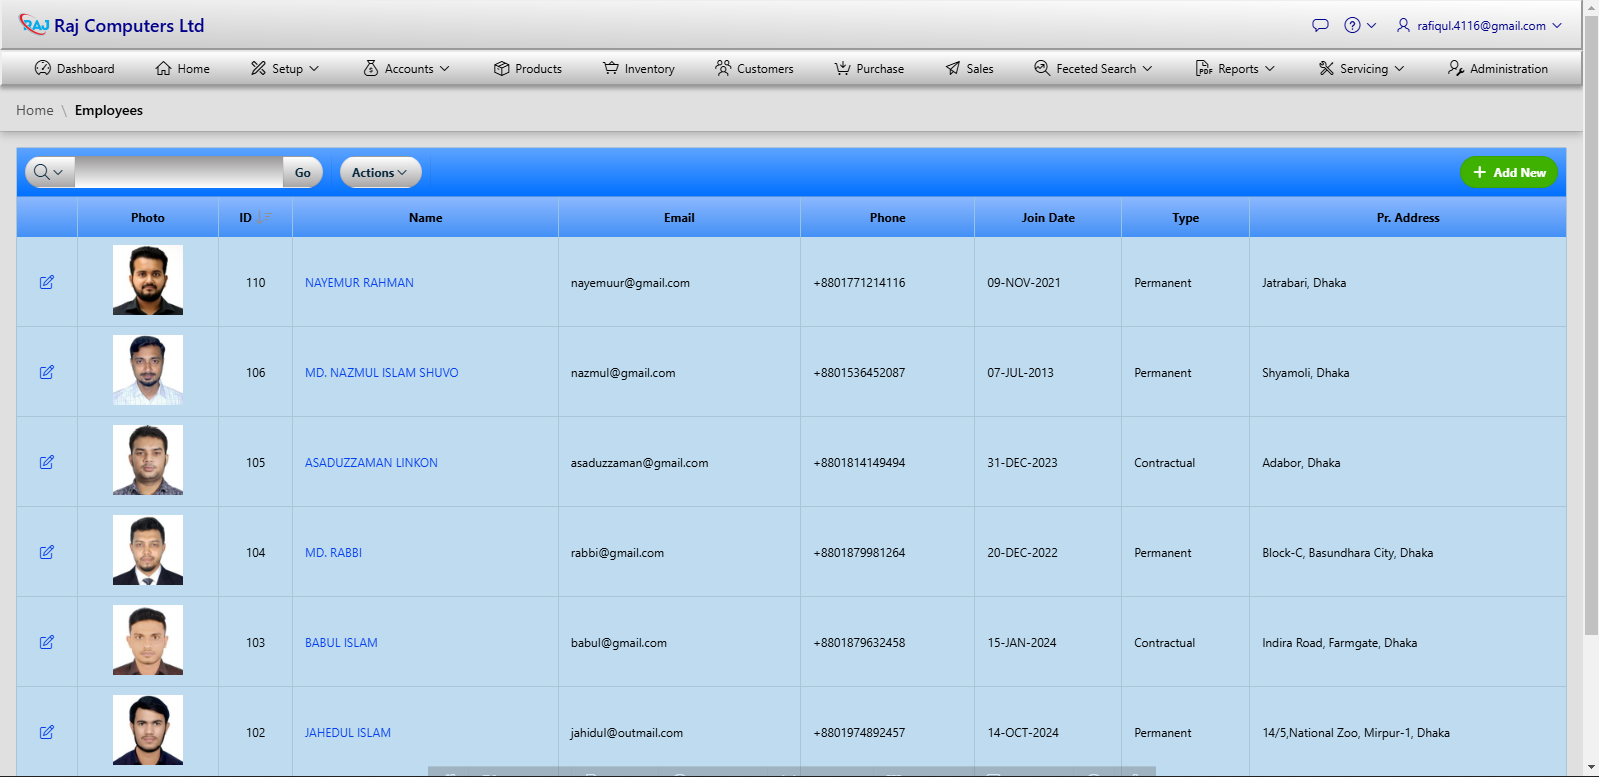 RAJ Raj Computers Ltd
rafiqul.4116@gmail.com
Dashboard Home Setup Accounts Products Inventory Customers Purchase Sales Feceted Search Reports Servicing Administration
Home \ Employees
Go Actions Add New
Photo ID Name Email Phone Join Date Type Pr. Address
110 NAYEMUR RAHMAN nayemuur@gmail.com +8801771214116 09-NOV-2021 Permanent Jatrabari, Dhaka
106 MD. NAZMUL ISLAM SHUVO nazmul@gmail.com +8801536452087 07-JUL-2013 Permanent Shyamoli, Dhaka
105 ASADUZZAMAN LINKON asaduzzaman@gmail.com +8801814149494 31-DEC-2023 Contractual Adabor, Dhaka
104 MD. RABBI rabbi@gmail.com +8801879981264 20-DEC-2022 Permanent Block-C, Basundhara City, Dhaka
103 BABUL ISLAM babul@gmail.com +8801879632458 15-JAN-2024 Contractual Indira Road, Farmgate, Dhaka
102 JAHEDUL ISLAM jahidul@outmail.com +8801974892457 14-OCT-2024 Permanent 14/5,National Zoo, Mirpur-1, Dhaka